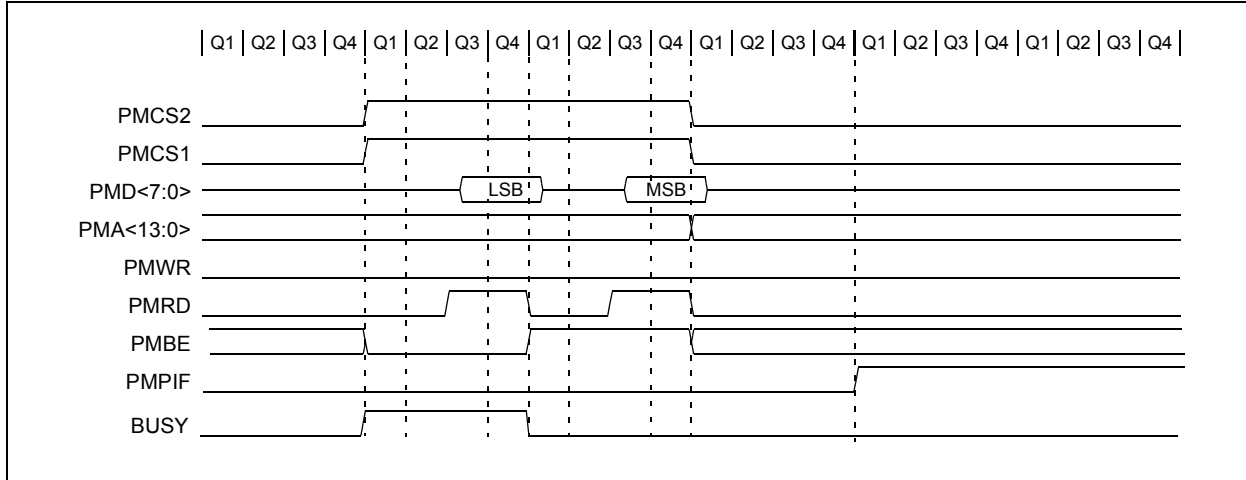 Q1 Q2 Q3 Q4 Q1 Q2 Q3 Q4 Q1 Q2 Q3 Q4 Q1 Q2 Q3 Q4 Q1 Q2 Q3 Q4 Q1 Q2 Q3 Q4
PMCS2
PMCS1
PMD<7:0> LSB MSB
PMA<13:0>
PMWR
PMRD
PMBE
PMPIF
BUSY